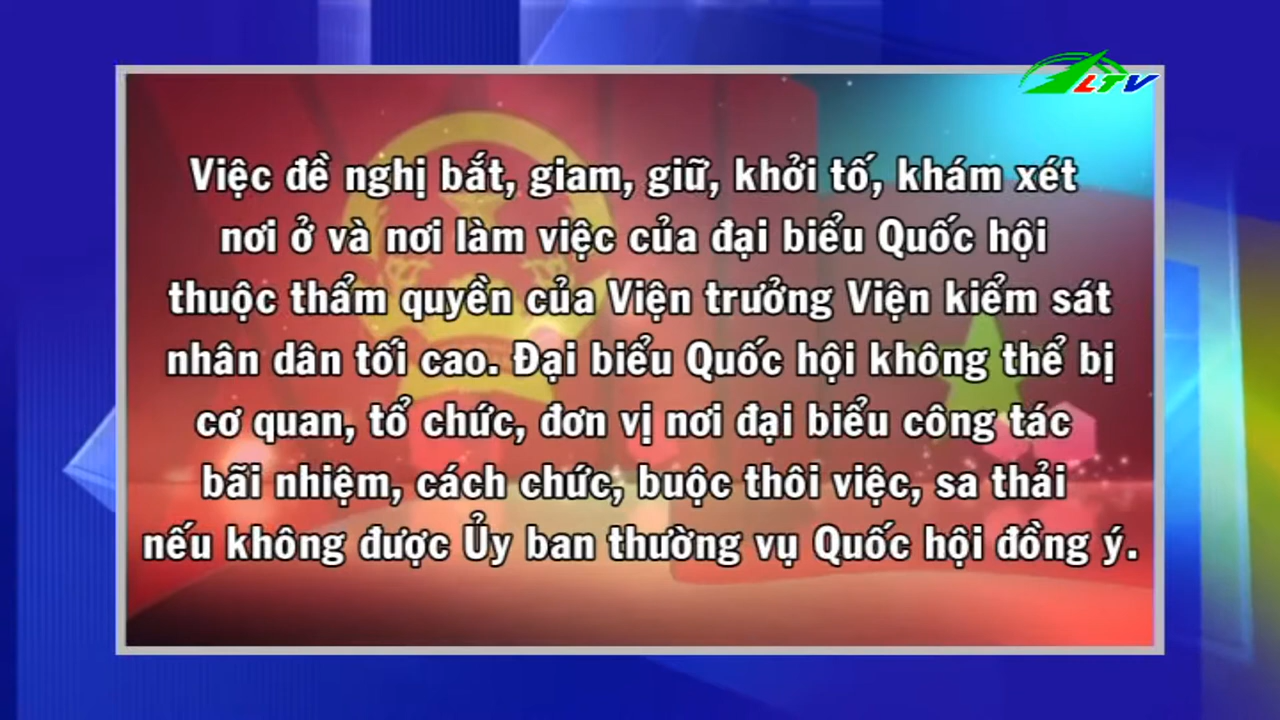 LTV
Việc đề nghị bắt, giam, giữ, khởi tố, khám xét
nơi ở và nơi làm việc của đại biểu Quốc hội
thuộc thẩm quyền của Viện trưởng Viện kiểm sát
nhân dân tối cao. Đại biểu Quốc hội không thể bị
cơ quan, tổ chức, đơn vị nơi đại biểu công tác
bãi nhiệm, cách chức, buộc thôi việc, sa thải
nếu không được Ủy ban thường vụ Quốc hội đồng ý.